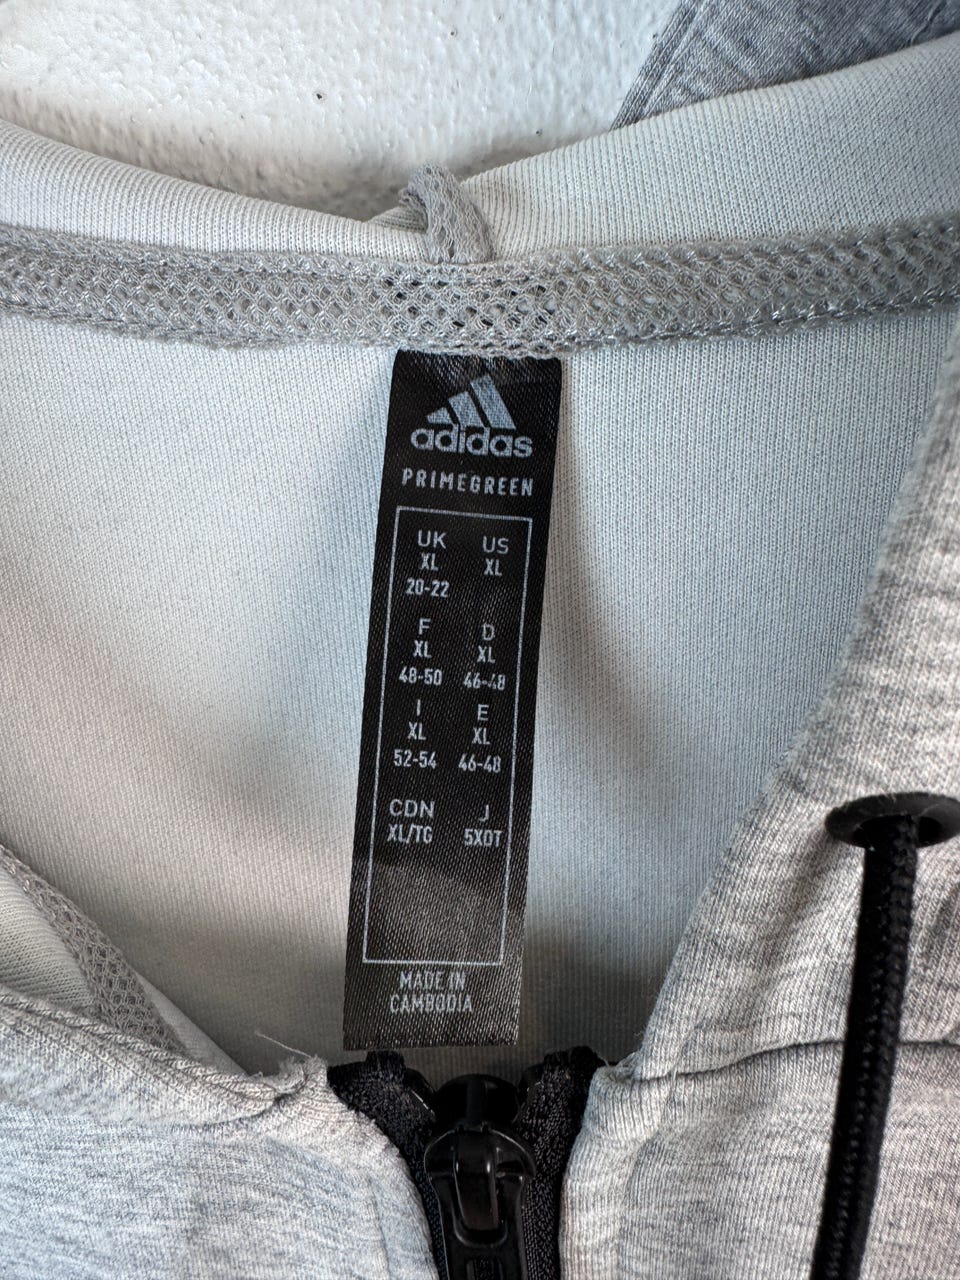 adidas
PRIMEGREEN
UK US
XL XL
20-22
F D
XL XL
48-50 46-48
I E
XL XL
52-54 46-48
CDN J
XL/TG 5XOT
MADE IN
CAMBODIA